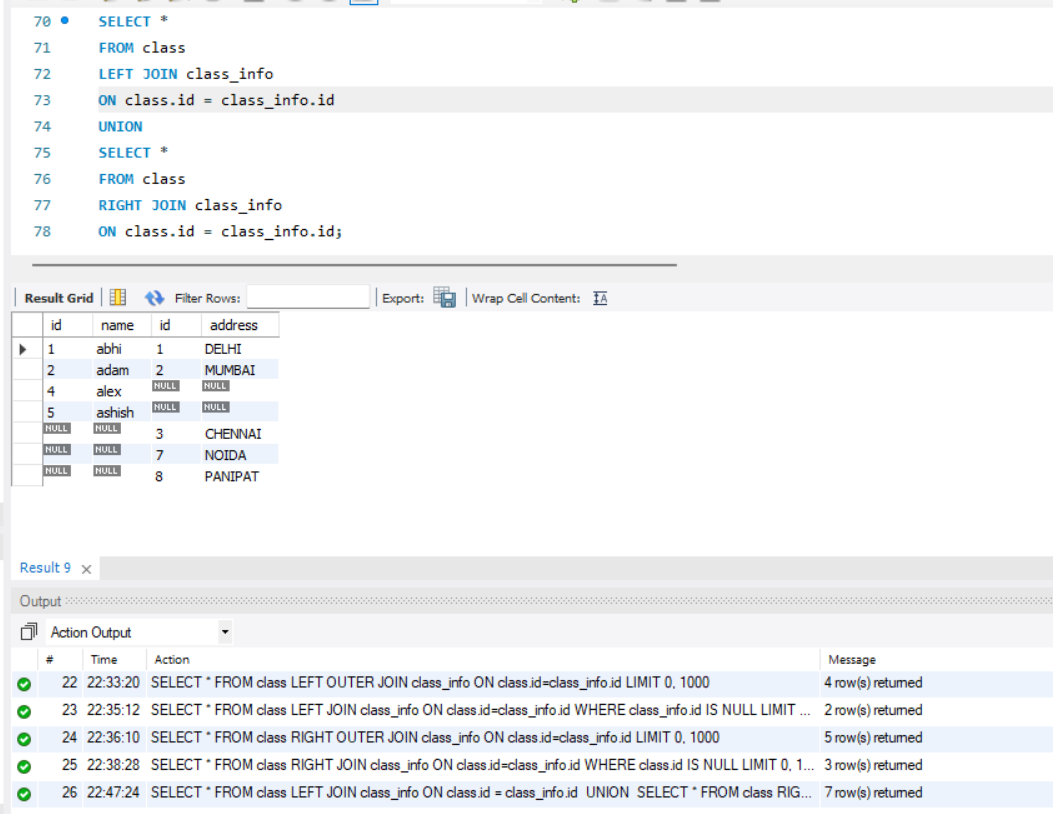 70 SELECT *
71 FROM class
72 LEFT JOIN class_info
73 ON class.id = class_info.id
74 UNION
75 SELECT *
76 FROM class
77 RIGHT JOIN class_info
78 ON class.id = class_info.id;
Result Grid Filter Rows: Export: Wrap Cell Content: IA
id name id address
1 abhi 1 DELHI
2 adam 2 MUMBAI
4 alex NULL NULL
5 ashish NULL NULL
NULL NULL 3 CHENNAI
NULL NULL 7 NOIDA
NULL NULL 8 PANIPAT
Result 9 ×
Output
Action Output
# Time Action Message
22 22:33:20 SELECT * FROM class LEFT OUTER JOIN class_info ON class.id=class_info.id LIMIT 0, 1000 4 row(s) returned
23 22:35:12 SELECT * FROM class LEFT JOIN class_info ON class.id=class_info.id WHERE class_info.id IS NULL LIMIT ... 2 row(s) returned
24 22:36:10 SELECT * FROM class RIGHT OUTER JOIN class_info ON class.id=class_info.id LIMIT 0, 1000 5 row(s) returned
25 22:38:28 SELECT * FROM class RIGHT JOIN class_info ON class.id=class_info.id WHERE class.id IS NULL LIMIT 0, 1... 3 row(s) returned
26 22:47:24 SELECT * FROM class LEFT JOIN class_info ON class.id = class_info.id UNION SELECT * FROM class RIG... 7 row(s) returned